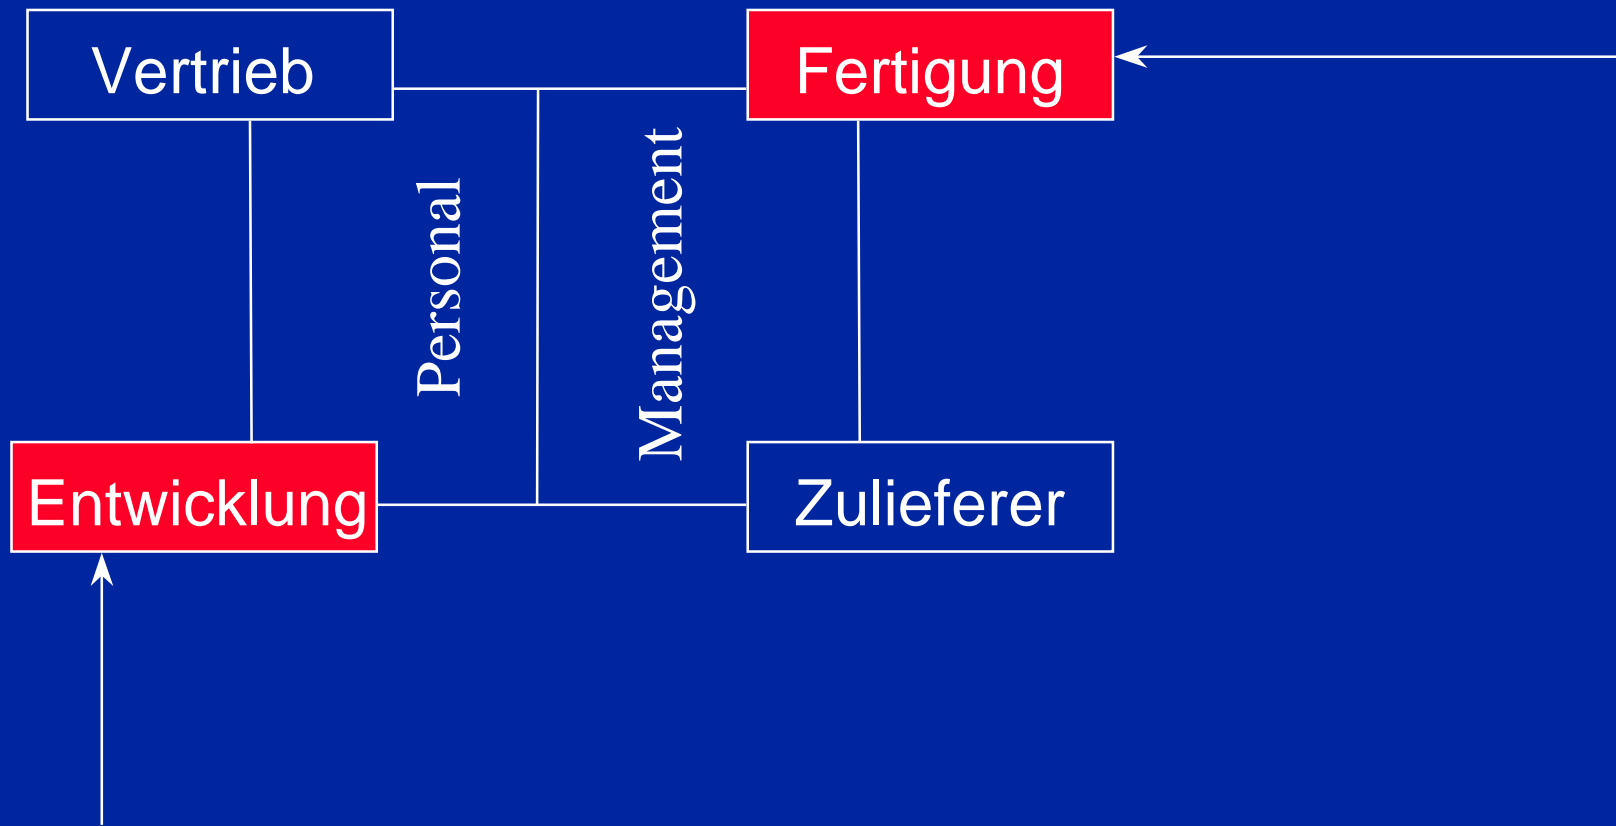 Vertrieb
Fertigung
Personal
Management
Entwicklung
Zulieferer